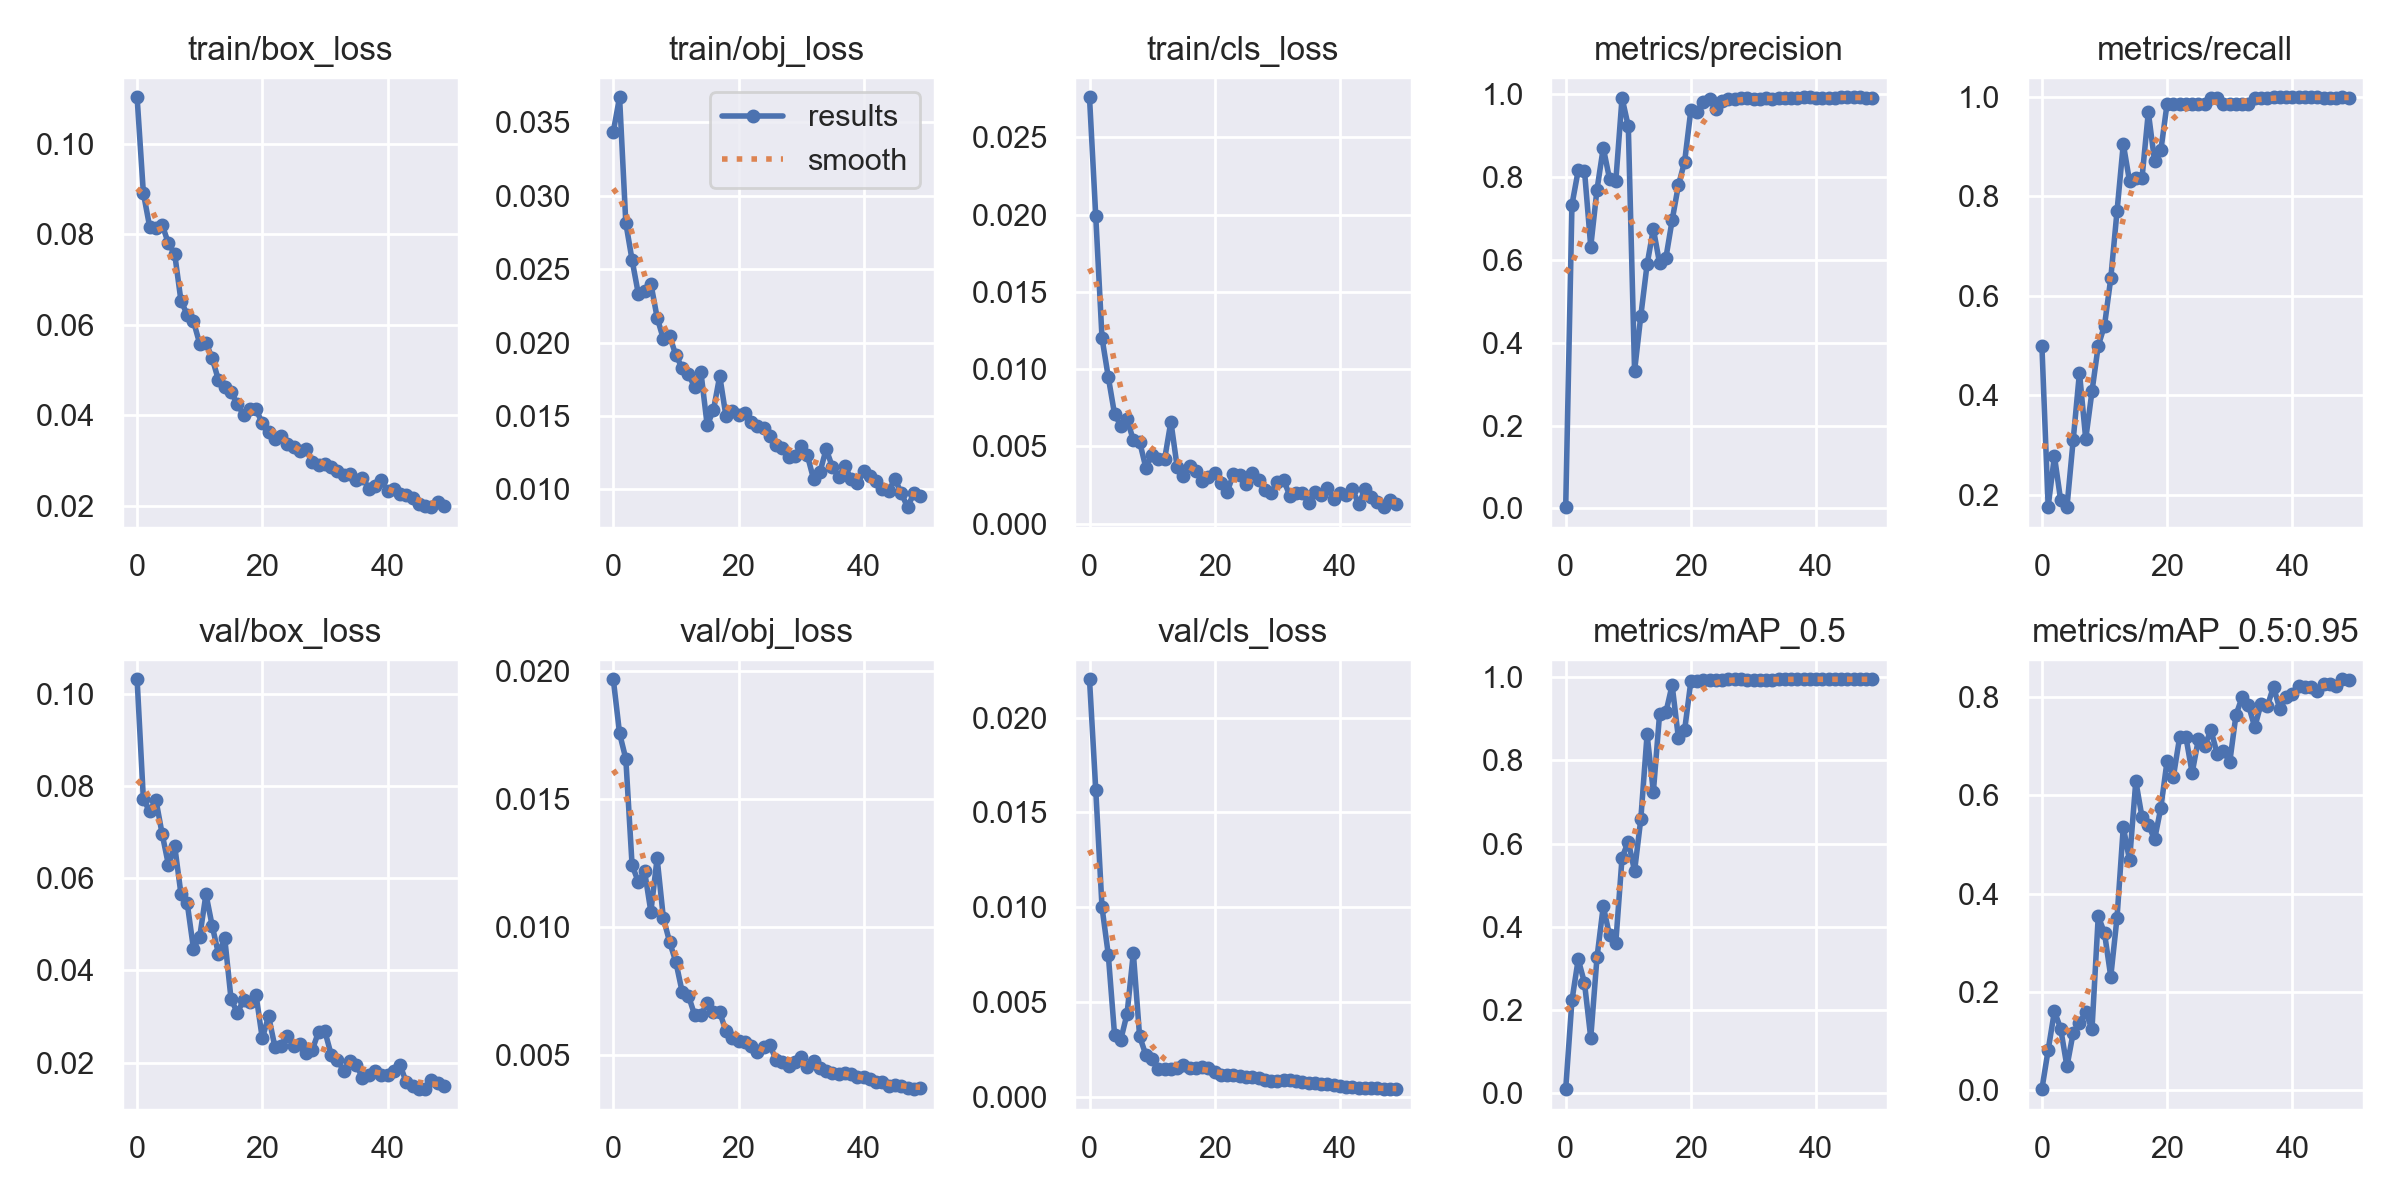 train/box_loss
0.10
0.08
0.06
0.04
0.02
0 20 40
train/obj_loss
results
smooth
0.035
0.030
0.025
0.020
0.015
0.010
0 20 40
train/cls_loss
0.025
0.020
0.015
0.010
0.005
0.000
0 20 40
metrics/precision
1.0
0.8
0.6
0.4
0.2
0.0
0 20 40
metrics/recall
1.0
0.8
0.6
0.4
0.2
0 20 40
val/box_loss
0.10
0.08
0.06
0.04
0.02
0 20 40
val/obj_loss
0.020
0.015
0.010
0.005
0 20 40
val/cls_loss
0.020
0.015
0.010
0.005
0.000
0 20 40
metrics/mAP_0.5
1.0
0.8
0.6
0.4
0.2
0.0
0 20 40
metrics/mAP_0.5:0.95
0.8
0.6
0.4
0.2
0.0
0 20 40